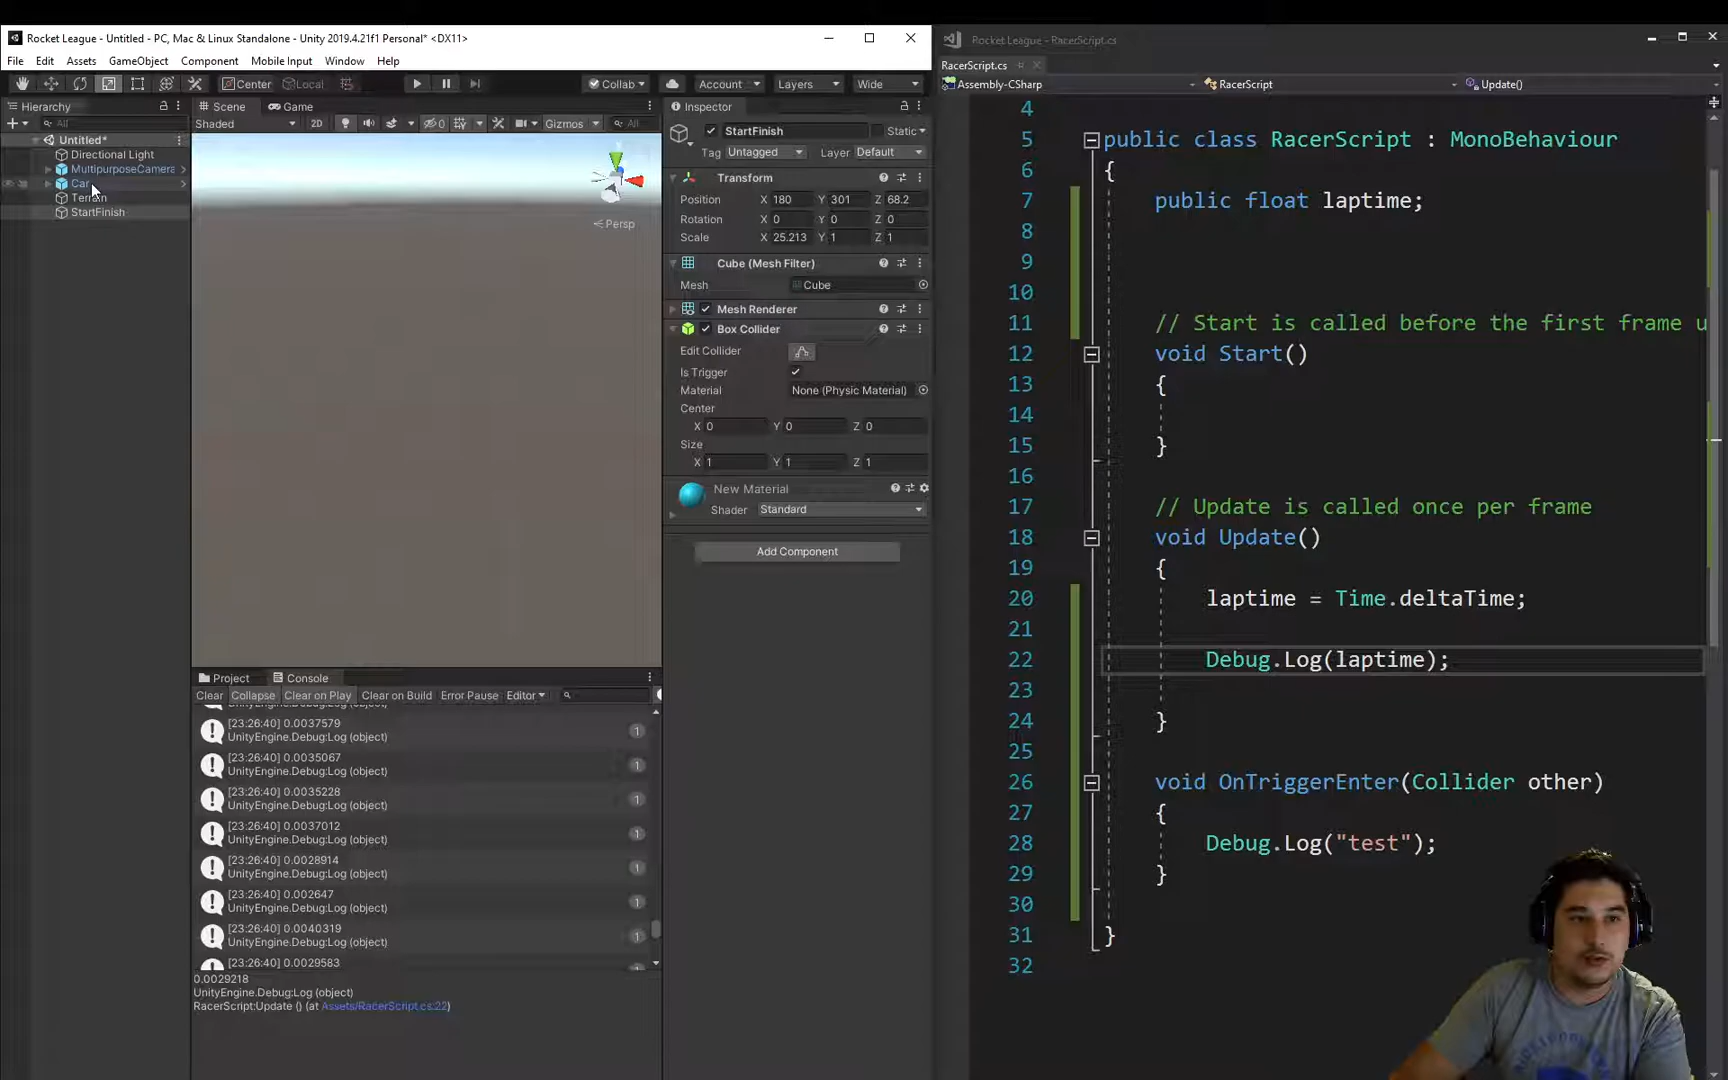 Rocket League - Untitled - PC, Mac & Linux Standalone - Unity 2019.4.21f1 Personal* <DX11>
File Edit Assets GameObject Component Mobile Input Window Help
Center Local Collab Account Layers Wide
Hierarchy
All
Untitled*
Directional Light
MultipurposeCamera
Car
Terrain
StartFinish
Scene Game
Shaded 2D 0 Gizmos All
Persp
Project Console
Clear Collapse Clear on Play Clear on Build Error Pause Editor
[23:26:40] 0.0037579
UnityEngine.Debug:Log (object)
1
[23:26:40] 0.0035067
UnityEngine.Debug:Log (object)
1
[23:26:40] 0.0035228
UnityEngine.Debug:Log (object)
1
[23:26:40] 0.0037012
UnityEngine.Debug:Log (object)
1
[23:26:40] 0.0028914
UnityEngine.Debug:Log (object)
1
[23:26:40] 0.002647
UnityEngine.Debug:Log (object)
1
[23:26:40] 0.0040319
UnityEngine.Debug:Log (object)
1
[23:26:40] 0.0029583
0.0029218
UnityEngine.Debug:Log (object)
RacerScript:Update () (at Assets/RacerScript.cs:22)
Inspector
StartFinish Static
Tag Untagged Layer Default
Transform
Position X 180 Y 301 Z 68.2
Rotation X 0 Y 0 Z 0
Scale X 25.213 Y 1 Z 1
Cube (Mesh Filter)
Mesh Cube
Mesh Renderer
Box Collider
Edit Collider
Is Trigger
Material None (Physic Material)
Center
X 0 Y 0 Z 0
Size
X 1 Y 1 Z 1
New Material
Shader Standard
Add Component
Rocket League - RacerScript.cs
RacerScript.cs
Assembly-CSharp RacerScript Update()
4
5 public class RacerScript : MonoBehaviour
6 {
7 public float laptime;
8
9
10
11 // Start is called before the first frame u
12 void Start()
13 {
14
15 }
16
17 // Update is called once per frame
18 void Update()
19 {
20 laptime = Time.deltaTime;
21
22 Debug.Log(laptime);
23
24 }
25
26 void OnTriggerEnter(Collider other)
27 {
28 Debug.Log("test");
29 }
30
31 }
32